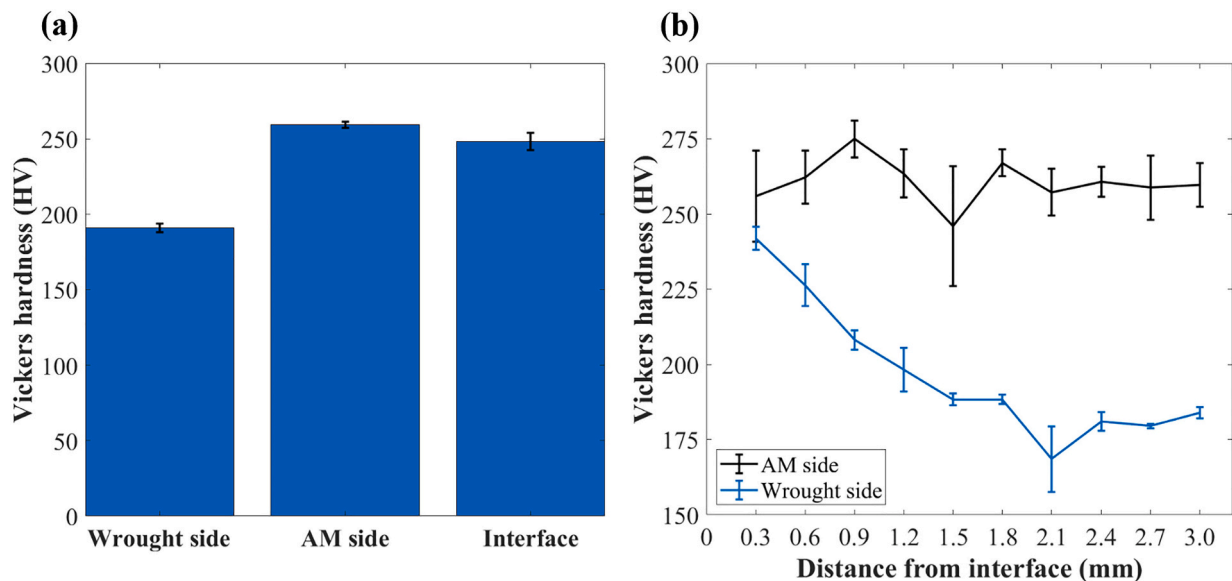 (a)
Vickers hardness (HV)
300
250
200
150
100
50
0
Wrought side AM side Interface
(b)
Vickers hardness (HV)
300
275
250
225
200
175
150
AM side
Wrought side
0 0.3 0.6 0.9 1.2 1.5 1.8 2.1 2.4 2.7 3.0
Distance from interface (mm)